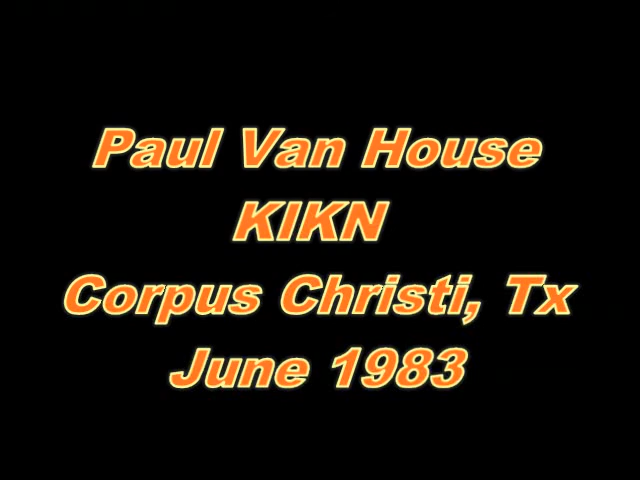 Paul Van House
KIKN
Corpus Christi, Tx
June 1983